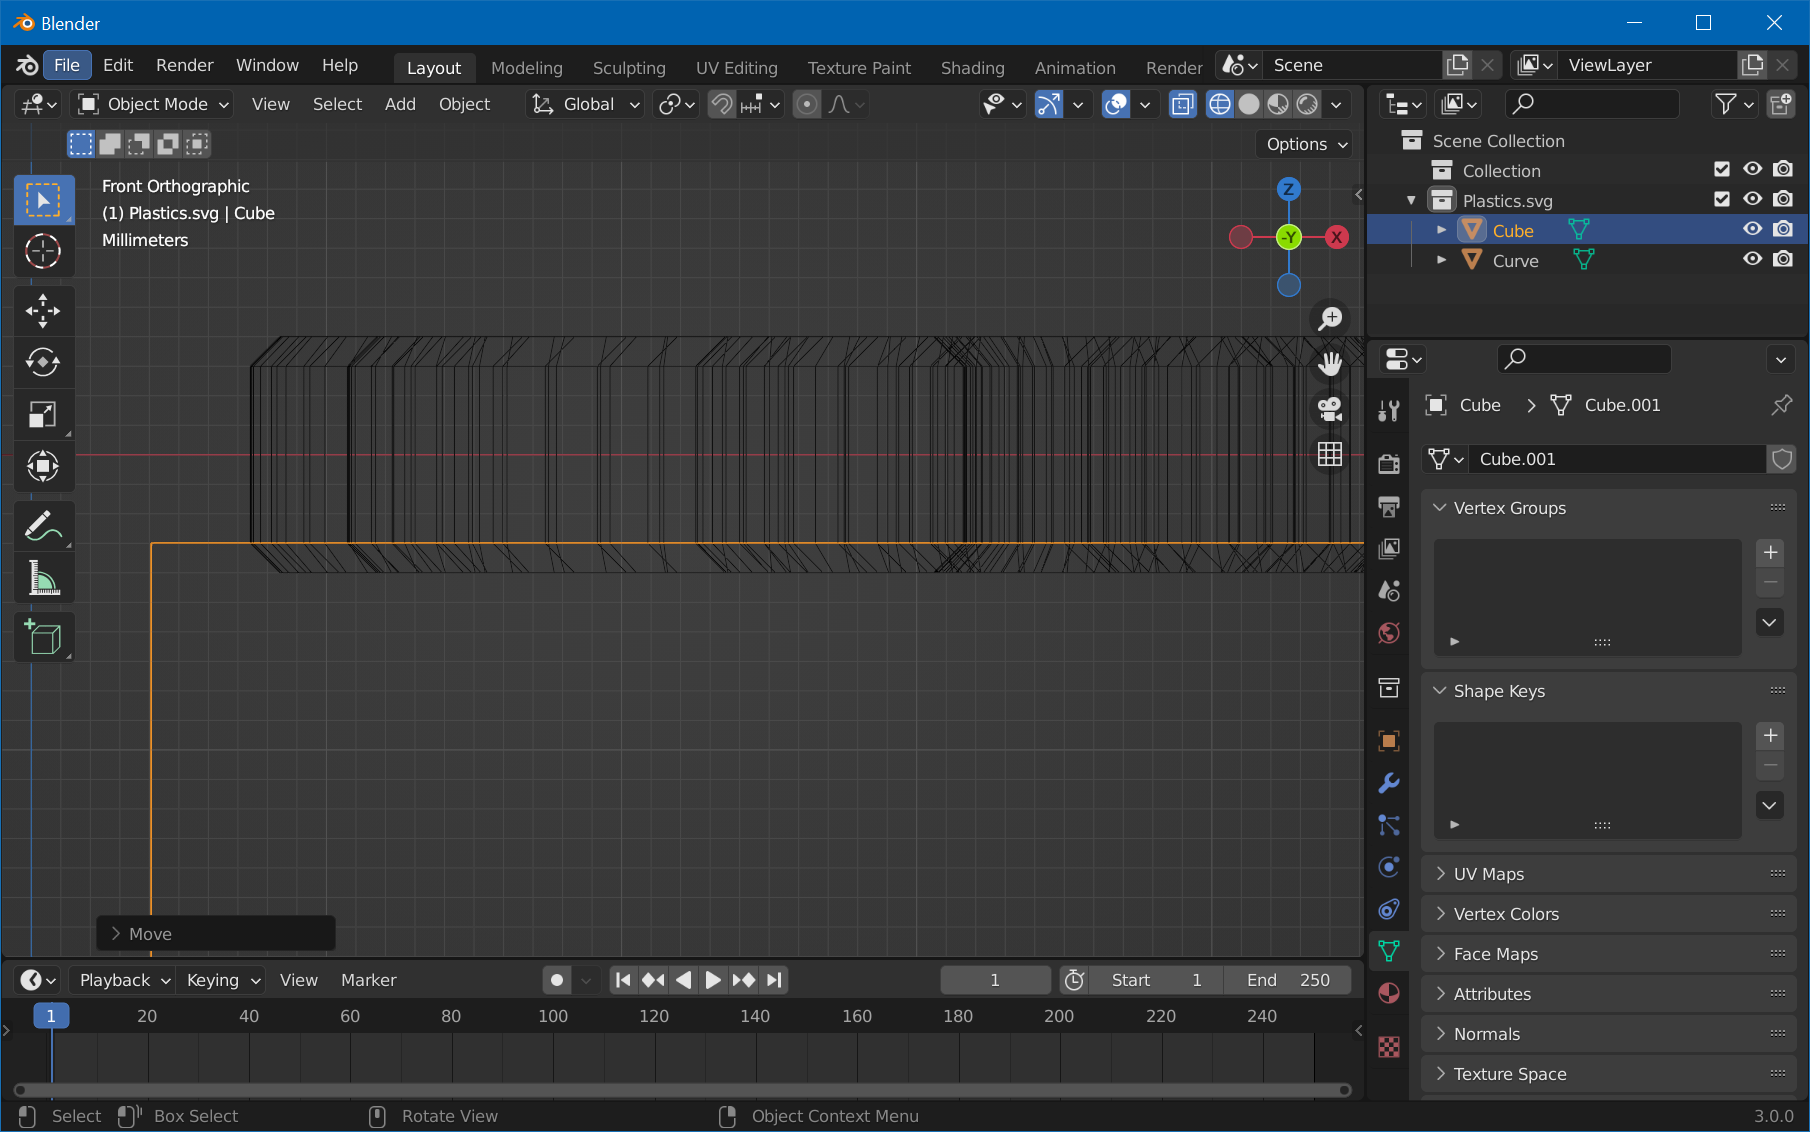 Blender
File Edit Render Window Help Layout Modeling Sculpting UV Editing Texture Paint Shading Animation Render Scene ViewLayer
Object Mode View Select Add Object Global
Options
Front Orthographic
(1) Plastics.svg | Cube
Millimeters
Z
-Y X
Move
Scene Collection
Collection
Plastics.svg
Cube
Curve
Cube Cube.001
Cube.001
Vertex Groups
Shape Keys
UV Maps
Vertex Colors
Face Maps
Attributes
Normals
Texture Space
Playback Keying View Marker 1 Start 1 End 250
1 20 40 60 80 100 120 140 160 180 200 220 240
Select Box Select Rotate View Object Context Menu 3.0.0